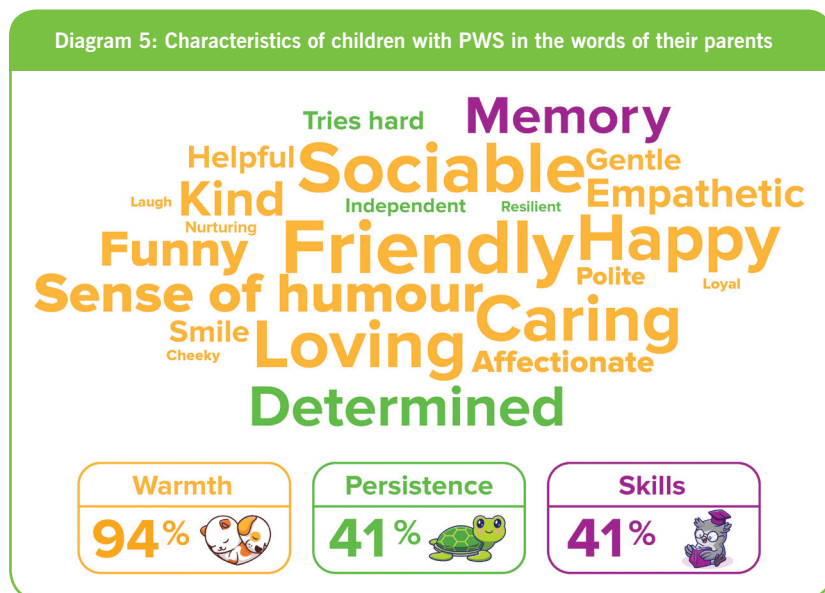 Diagram 5: Characteristics of children with PWS in the words of their parents
Tries hard Memory
Helpful Sociable Gentle
Laugh Kind Independent Resilient Empathetic
Nurturing
Funny Friendly Happy
Polite Loyal
Sense of humour Caring
Smile Loving
Cheeky Affectionate
Determined
Warmth Persistence Skills
94% 41% 41%